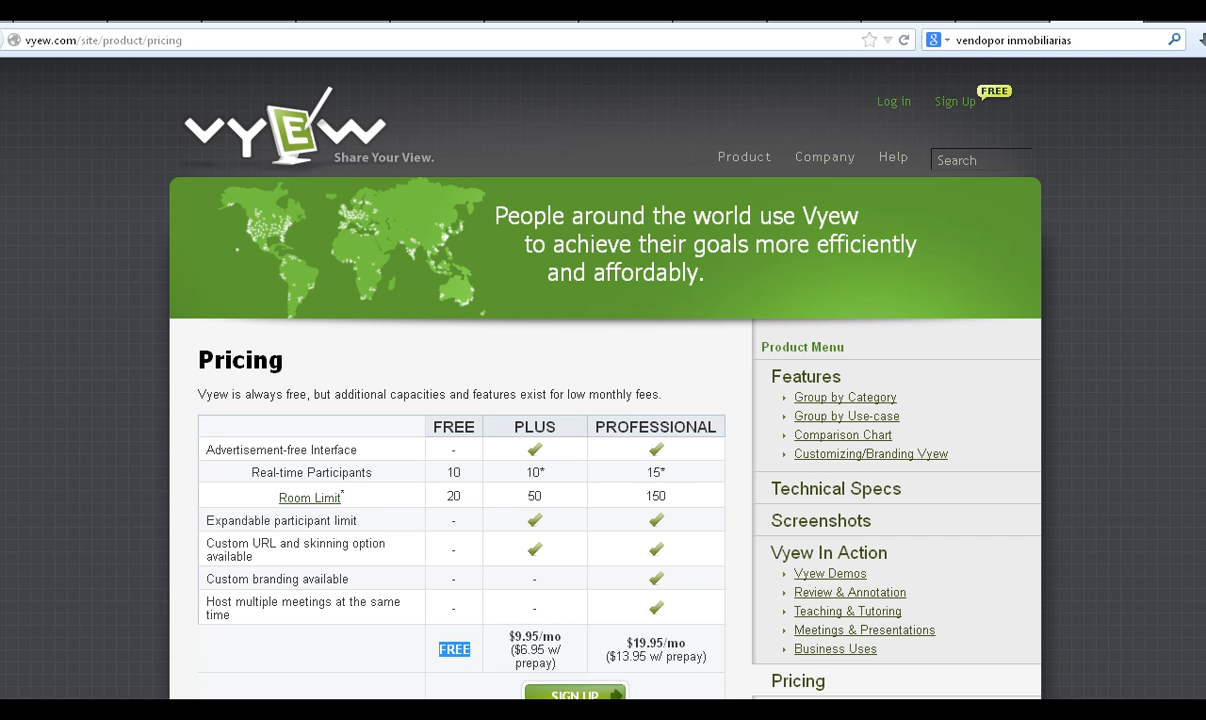 vyew.com/site/product/pricing
vendopor inmobiliarias
VYEW
Share Your View.
Log in
Sign Up
FREE
Product
Company
Help
Search
People around the world use Vyew
to achieve their goals more efficiently
and affordably.
Pricing
Vyew is always free, but additional capacities and features exist for low monthly fees.
FREE PLUS PROFESSIONAL
Advertisement-free Interface -
Real-time Participants 10 10* 15*
Room Limit* 20 50 150
Expandable participant limit -
Custom URL and skinning option
available -
Custom branding available - -
Host multiple meetings at the same
time - -
FREE
$9.95/mo
($6.95 w/
prepay)
$19.95/mo
($13.95 w/ prepay)
SIGN UP
Product Menu
Features
Group by Category
Group by Use-case
Comparison Chart
Customizing/Branding Vyew
Technical Specs
Screenshots
Vyew In Action
Vyew Demos
Review & Annotation
Teaching & Tutoring
Meetings & Presentations
Business Uses
Pricing